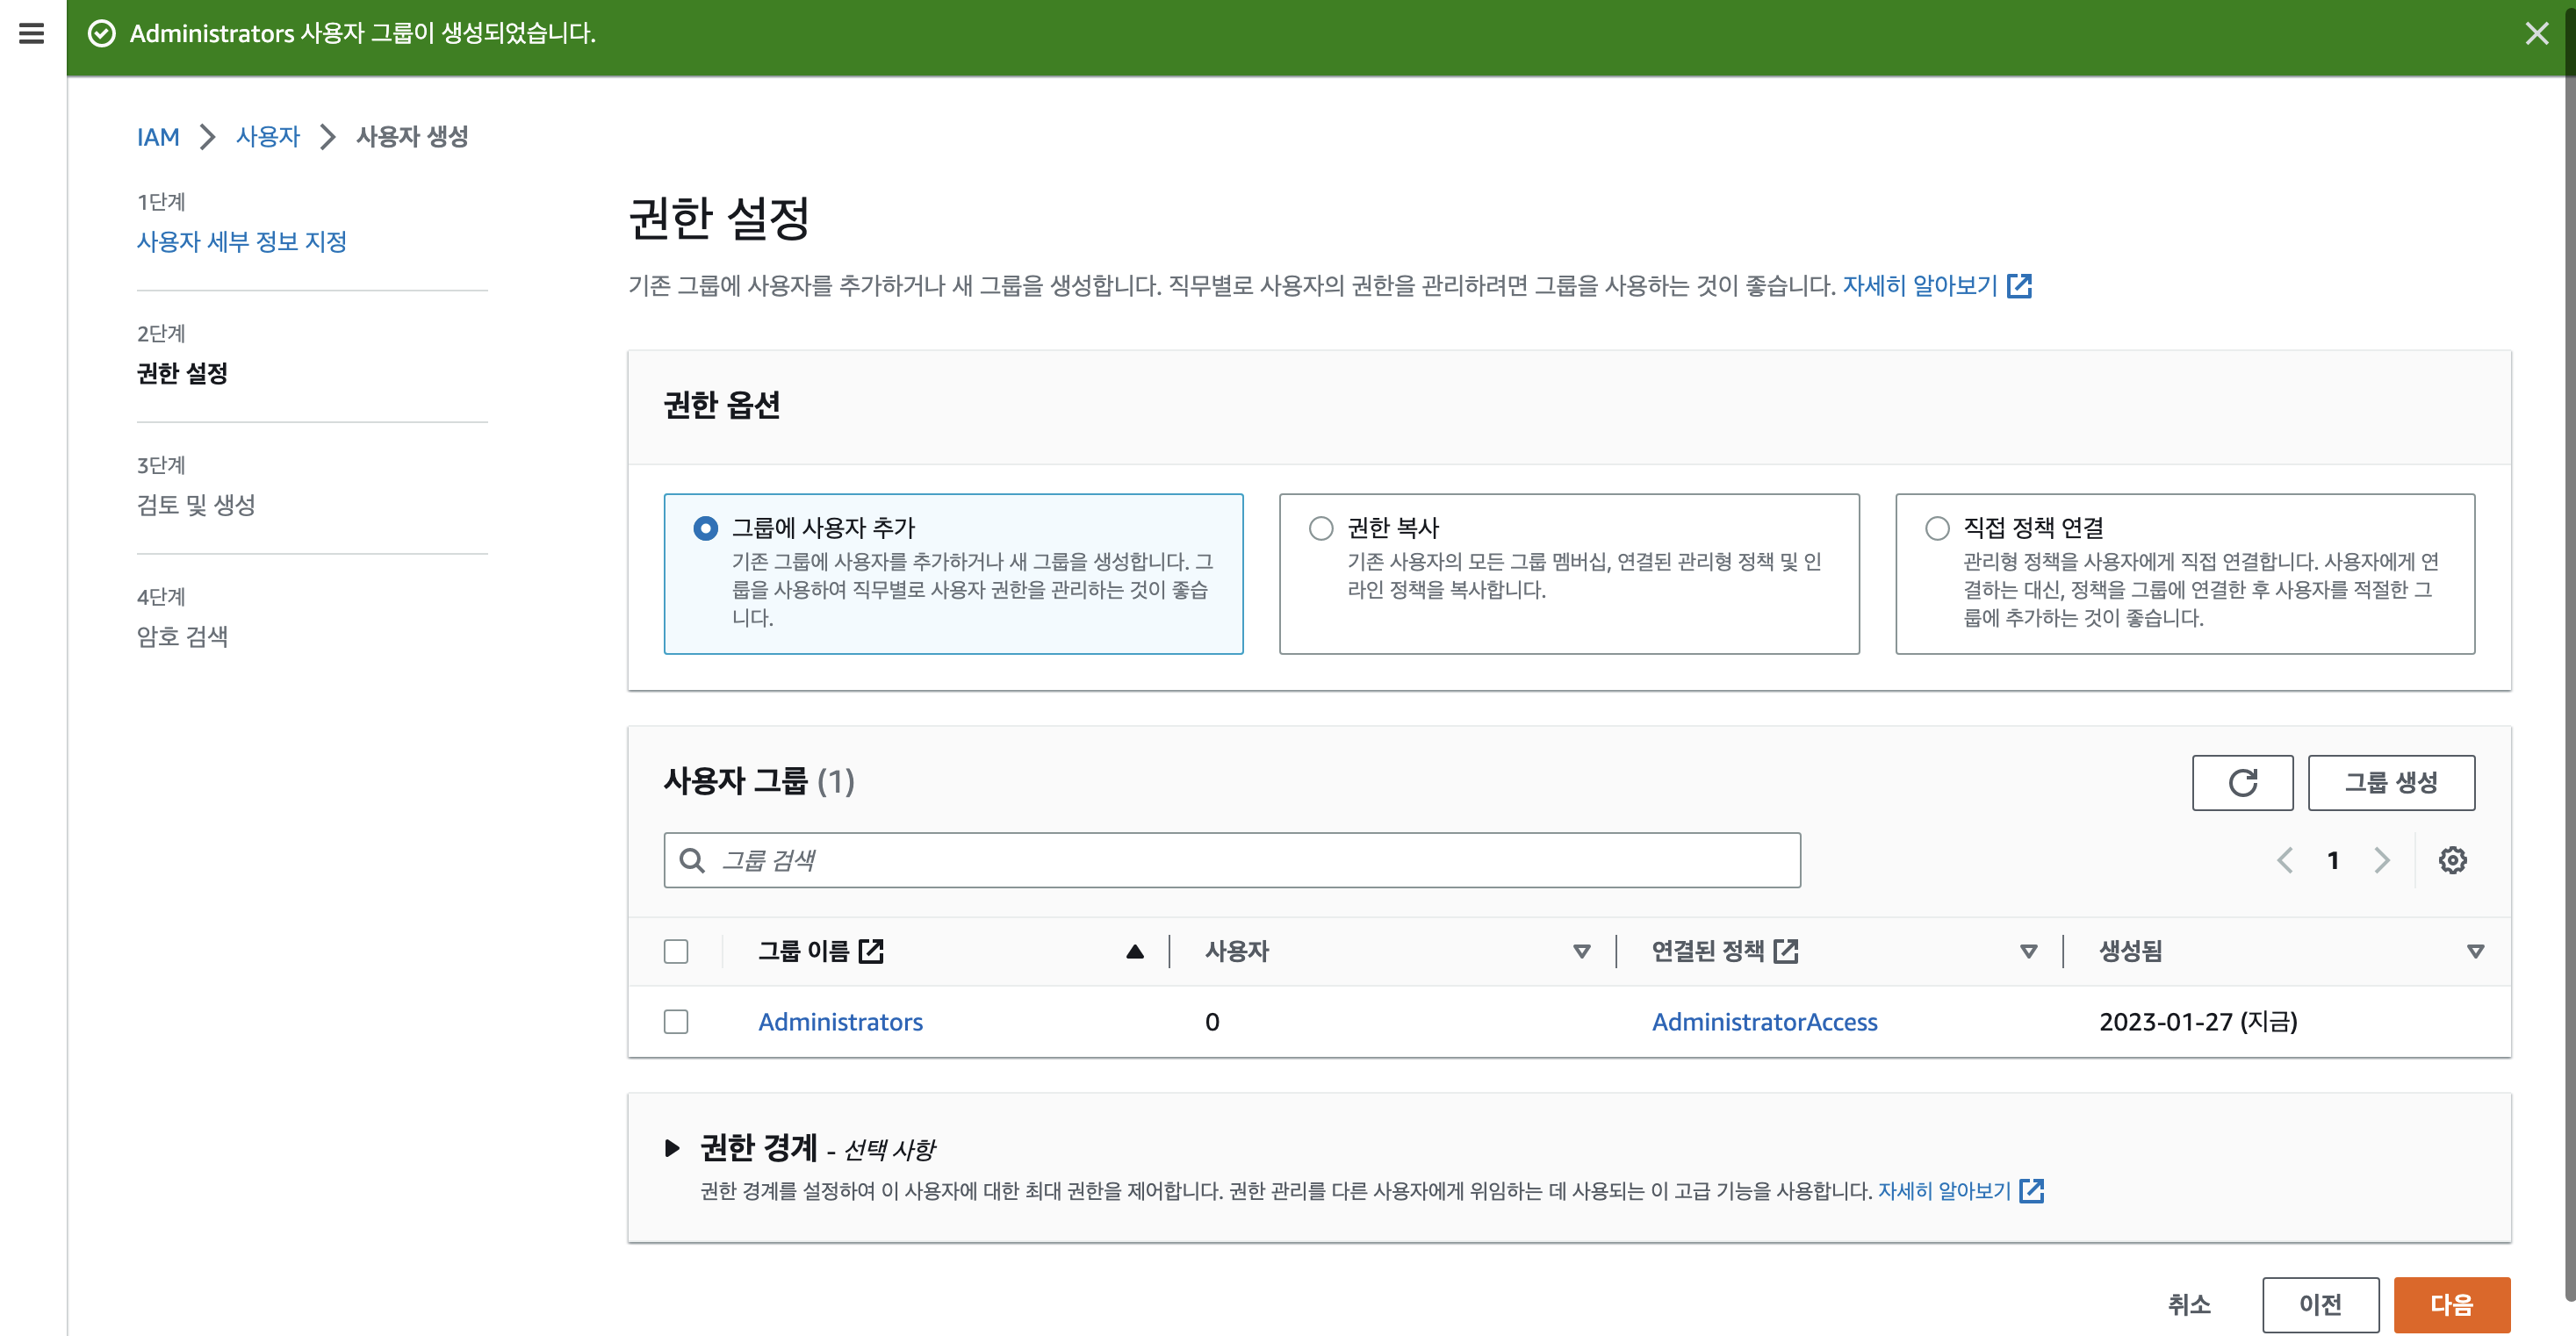 Administrators 사용자 그룹이 생성되었습니다.
IAM > 사용자 > 사용자 생성
1단계
사용자 세부 정보 지정
2단계
권한 설정
3단계
검토 및 생성
4단계
암호 검색
권한 설정
기존 그룹에 사용자를 추가하거나 새 그룹을 생성합니다. 직무별로 사용자의 권한을 관리하려면 그룹을 사용하는 것이 좋습니다. 자세히 알아보기
권한 옵션
그룹에 사용자 추가
기존 그룹에 사용자를 추가하거나 새 그룹을 생성합니다. 그
룹을 사용하여 직무별로 사용자 권한을 관리하는 것이 좋습
니다.
권한 복사
기존 사용자의 모든 그룹 멤버십, 연결된 관리형 정책 및 인
라인 정책을 복사합니다.
직접 정책 연결
관리형 정책을 사용자에게 직접 연결합니다. 사용자에게 연
결하는 대신, 정책을 그룹에 연결한 후 사용자를 적절한 그
룹에 추가하는 것이 좋습니다.
사용자 그룹 (1)
그룹 생성
그룹 검색
1
그룹 이름 사용자 연결된 정책 생성됨
Administrators 0 AdministratorAccess 2023-01-27 (지금)
권한 경계 - 선택 사항
권한 경계를 설정하여 이 사용자에 대한 최대 권한을 제어합니다. 권한 관리를 다른 사용자에게 위임하는 데 사용되는 이 고급 기능을 사용합니다. 자세히 알아보기
취소 이전 다음